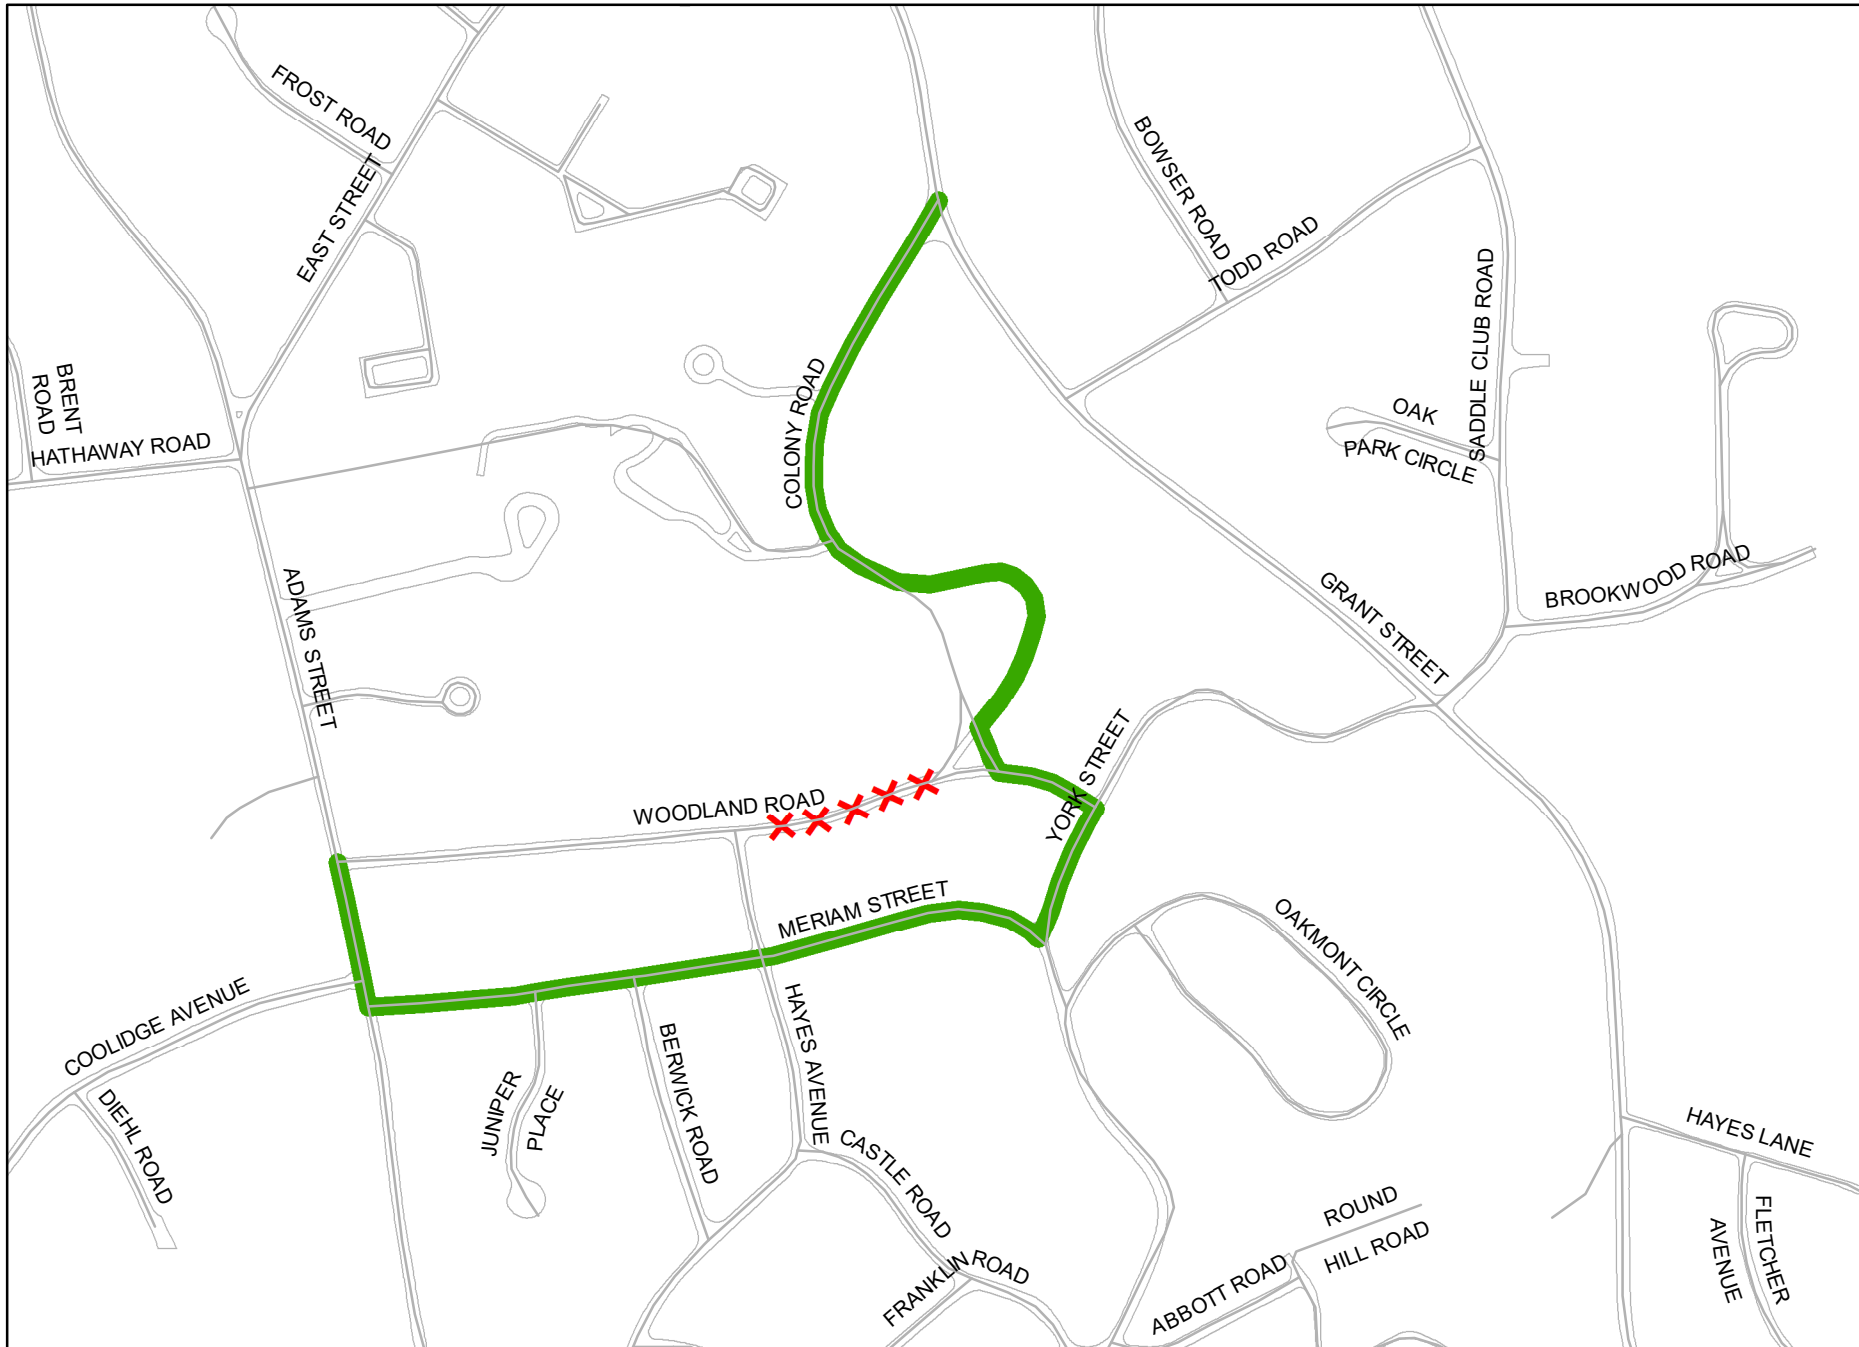 FROST ROAD
EAST STREET
BOWSER ROAD
TODD ROAD
BRENT
ROAD
HATHAWAY ROAD
COLONY ROAD
SADDLE CLUB ROAD
OAK
PARK CIRCLE
ADAMS STREET
GRANT STREET
BROOKWOOD ROAD
WOODLAND ROAD
YORK STREET
MERIAM STREET
OAKMONT CIRCLE
COOLIDGE AVENUE
DIEHL ROAD
JUNIPER
PLACE
BERWICK ROAD
HAYES AVENUE
CASTLE ROAD
FRANKLIN ROAD
ROUND
HILL ROAD
ABBOTT ROAD
HAYES LANE
FLETCHER
AVENUE